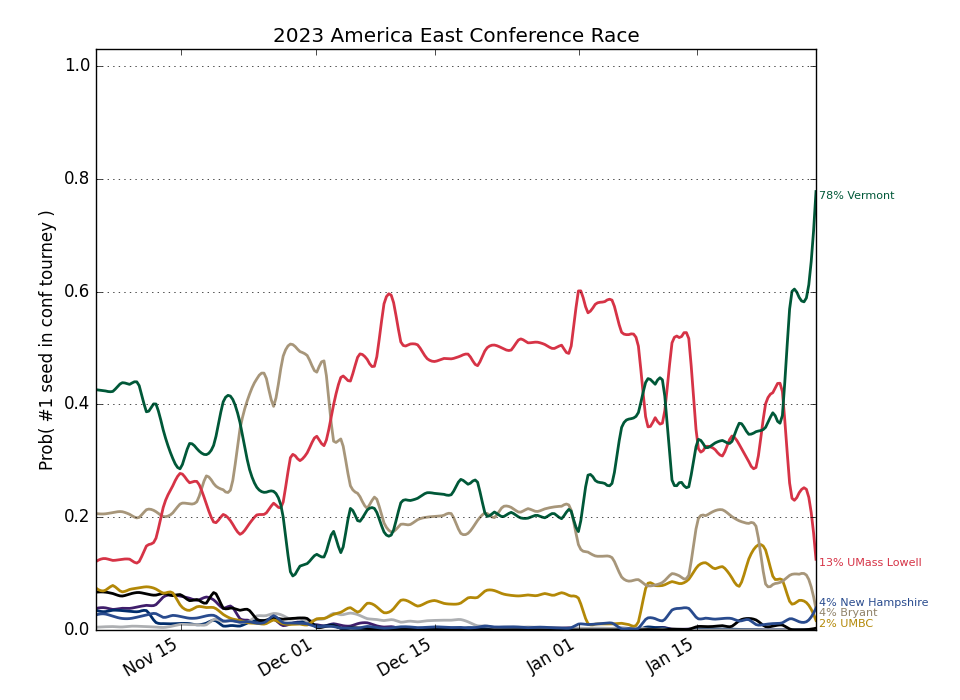 2023 America East Conference Race
Prob( #1 seed in conf tourney )
1.0
0.8
0.6
0.4
0.2
0.0
Nov 15
Dec 01
Dec 15
Jan 01
Jan 15
78% Vermont
13% UMass Lowell
4% New Hampshire
4% Bryant
2% UMBC